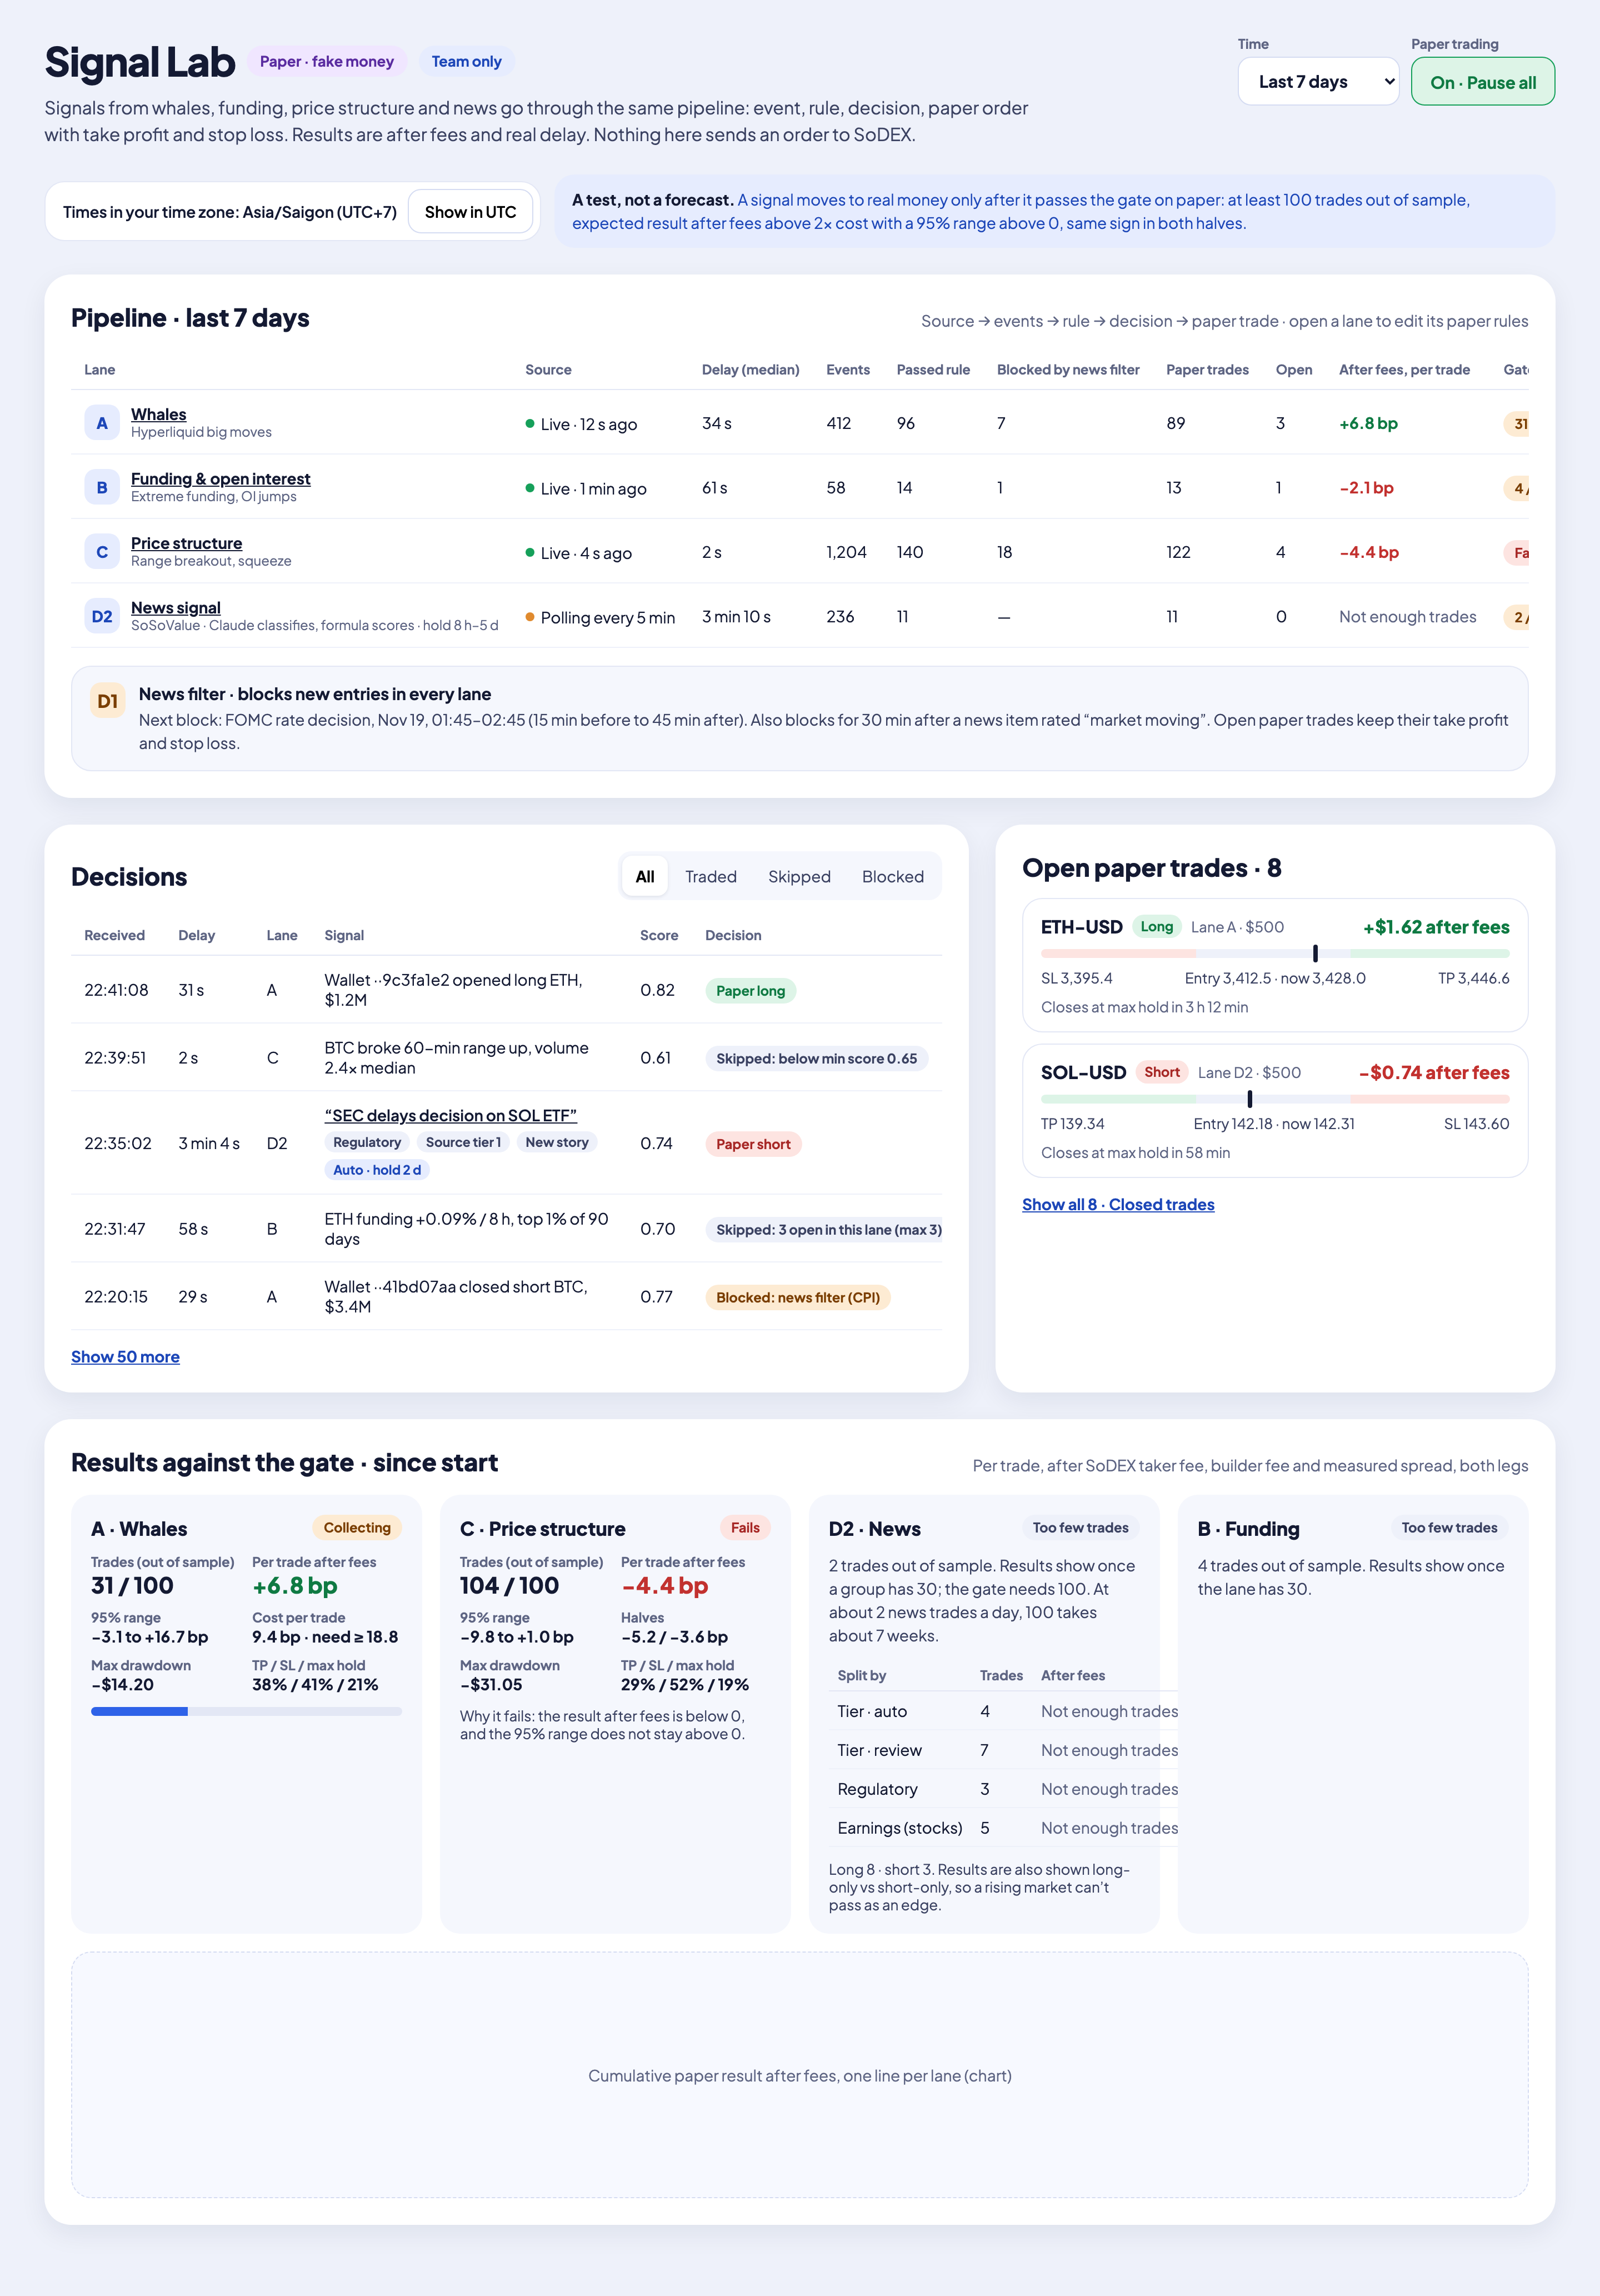 Signal Lab Paper · fake money Team only
Time
Last 7 days
Paper trading
On · Pause all
Signals from whales, funding, price structure and news go through the same pipeline: event, rule, decision, paper order
with take profit and stop loss. Results are after fees and real delay. Nothing here sends an order to SoDEX.
Times in your time zone: Asia/Saigon (UTC+7) Show in UTC
A test, not a forecast. A signal moves to real money only after it passes the gate on paper: at least 100 trades out of sample,
expected result after fees above 2× cost with a 95% range above 0, same sign in both halves.
Pipeline · last 7 days
Source → events → rule → decision → paper trade · open a lane to edit its paper rules
Lane Source Delay (median) Events Passed rule Blocked by news filter Paper trades Open After fees, per trade
A Whales Live · 12 s ago 34 s 412 96 7 89 3 +6.8 bp 31
Hyperliquid big moves
B Funding & open interest Live · 1 min ago 61 s 58 14 1 13 1 −2.1 bp 4 /
Extreme funding, OI jumps
C Price structure Live · 4 s ago 2 s 1,204 140 18 122 4 −4.4 bp
Range breakout, squeeze
D2 News signal Polling every 5 min 3 min 10 s 236 11 — 11 0 Not enough trades 2 /
SoSoValue · Claude classifies, formula scores · hold 8 h–5 d
D1 News filter · blocks new entries in every lane
Next block: FOMC rate decision, Nov 19, 01:45–02:45 (15 min before to 45 min after). Also blocks for 30 min after a news item rated “market moving”. Open paper trades keep their take profit
and stop loss.
Decisions
All Traded Skipped Blocked
Received Delay Lane Signal Score Decision
22:41:08 31 s A Wallet ··9c3fa1e2 opened long ETH, 0.82 Paper long
$1.2M
22:39:51 2 s C BTC broke 60-min range up, volume 0.61 Skipped: below min score 0.65
2.4× median
“SEC delays decision on SOL ETF”
22:35:02 3 min 4 s D2 Regulatory Source tier 1 New story 0.74 Paper short
Auto · hold 2 d
22:31:47 58 s B ETH funding +0.09% / 8 h, top 1% of 90 0.70 Skipped: 3 open in this lane (max 3)
days
22:20:15 29 s A Wallet ··41bd07aa closed short BTC, 0.77 Blocked: news filter (CPI)
$3.4M
Show 50 more
Open paper trades · 8
ETH-USD Long Lane A · $500 +$1.62 after fees
SL 3,395.4 Entry 3,412.5 · now 3,428.0 TP 3,446.6
Closes at max hold in 3 h 12 min
SOL-USD Short Lane D2 · $500 −$0.74 after fees
TP 139.34 Entry 142.18 · now 142.31 SL 143.60
Closes at max hold in 58 min
Show all 8 · Closed trades
Results against the gate · since start
Per trade, after SoDEX taker fee, builder fee and measured spread, both legs
A · Whales Collecting
Trades (out of sample) Per trade after fees
31 / 100 +6.8 bp
95% range Cost per trade
−3.1 to +16.7 bp 9.4 bp · need ≥ 18.8
Max drawdown TP / SL / max hold
−$14.20 38% / 41% / 21%
C · Price structure Fails
Trades (out of sample) Per trade after fees
104 / 100 −4.4 bp
95% range Halves
−9.8 to +1.0 bp −5.2 / −3.6 bp
Max drawdown TP / SL / max hold
−$31.05 29% / 52% / 19%
Why it fails: the result after fees is below 0,
and the 95% range does not stay above 0.
D2 · News Too few trades
2 trades out of sample. Results show once
a group has 30; the gate needs 100. At
about 2 news trades a day, 100 takes
about 7 weeks.
Split by Trades After fees
Tier · auto 4 Not enough trades
Tier · review 7 Not enough trades
Regulatory 3 Not enough trades
Earnings (stocks) 5 Not enough trades
Long 8 · short 3. Results are also shown long-
only vs short-only, so a rising market can’t
pass as an edge.
B · Funding Too few trades
4 trades out of sample. Results show once
the lane has 30.
Cumulative paper result after fees, one line per lane (chart)